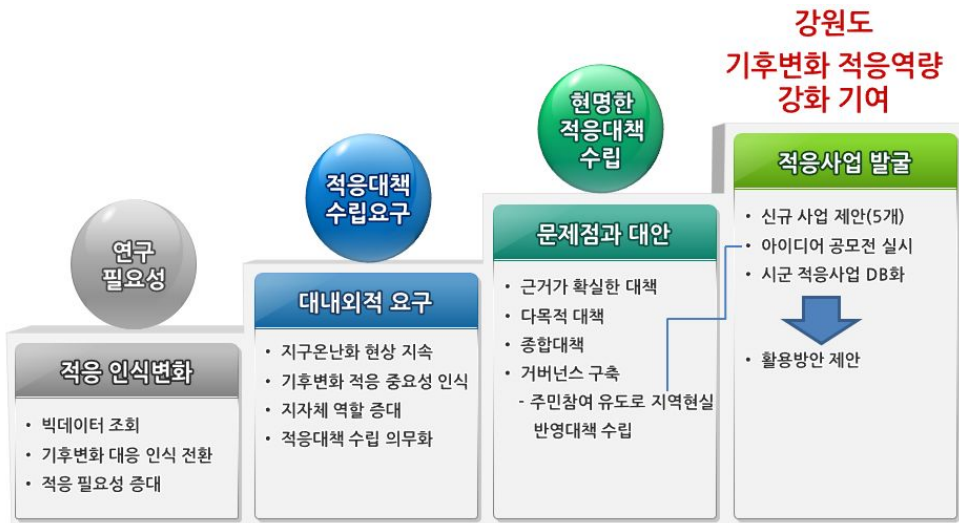 강원도
기후변화 적응역량
강화 기여
연구
필요성
적응 인식변화
• 빅데이터 조회
• 기후변화 대응 인식 전환
• 적응 필요성 증대
적응대책
수립요구
대내외적 요구
• 지구온난화 현상 지속
• 기후변화 적응 중요성 인식
• 지자체 역할 증대
• 적응대책 수립 의무화
현명한
적응대책
수립
문제점과 대안
• 근거가 확실한 대책
• 다목적 대책
• 종합대책
• 거버넌스 구축
- 주민참여 유도로 지역현실
반영대책 수립
적응사업 발굴
• 신규 사업 제안(5개)
• 아이디어 공모전 실시
• 시군 적응사업 DB화
• 활용방안 제안